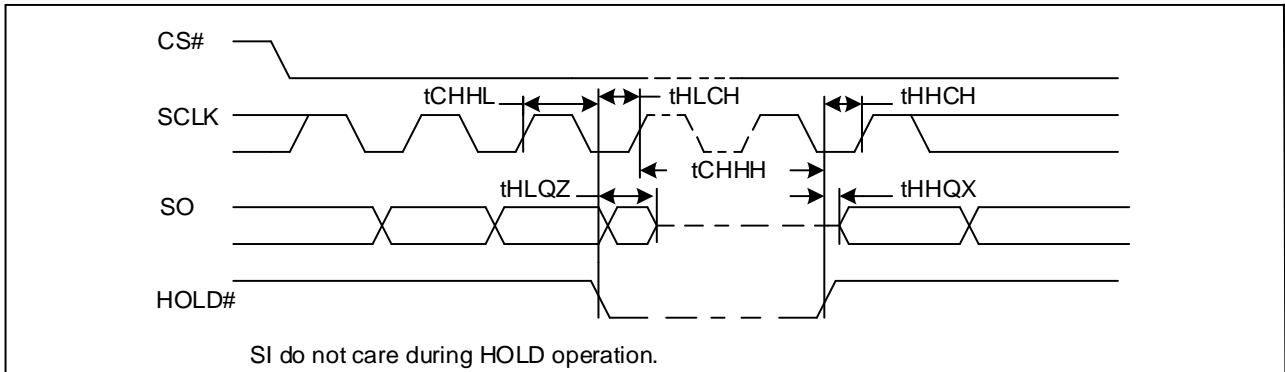 CS#
tCHHL
tHLCH
tHHCH
SCLK
tCHHH
tHLQZ
tHHQX
SO
HOLD#
SI do not care during HOLD operation.